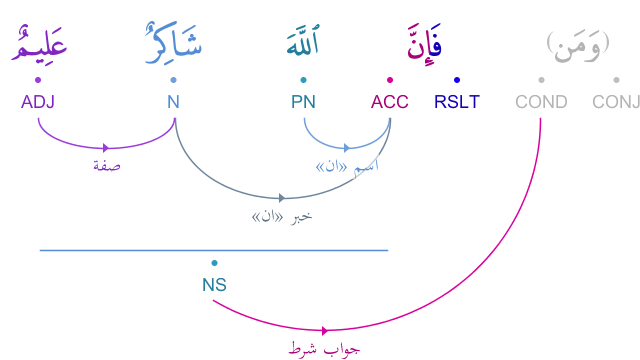 (وَمَن) فَإِنَّ ٱللَّهَ شَاكِرٌ عَلِيمٌ
CONJ COND RSLT ACC PN N ADJ
اسم «ان»
صفة
خبر «ان»
NS
جواب شرط